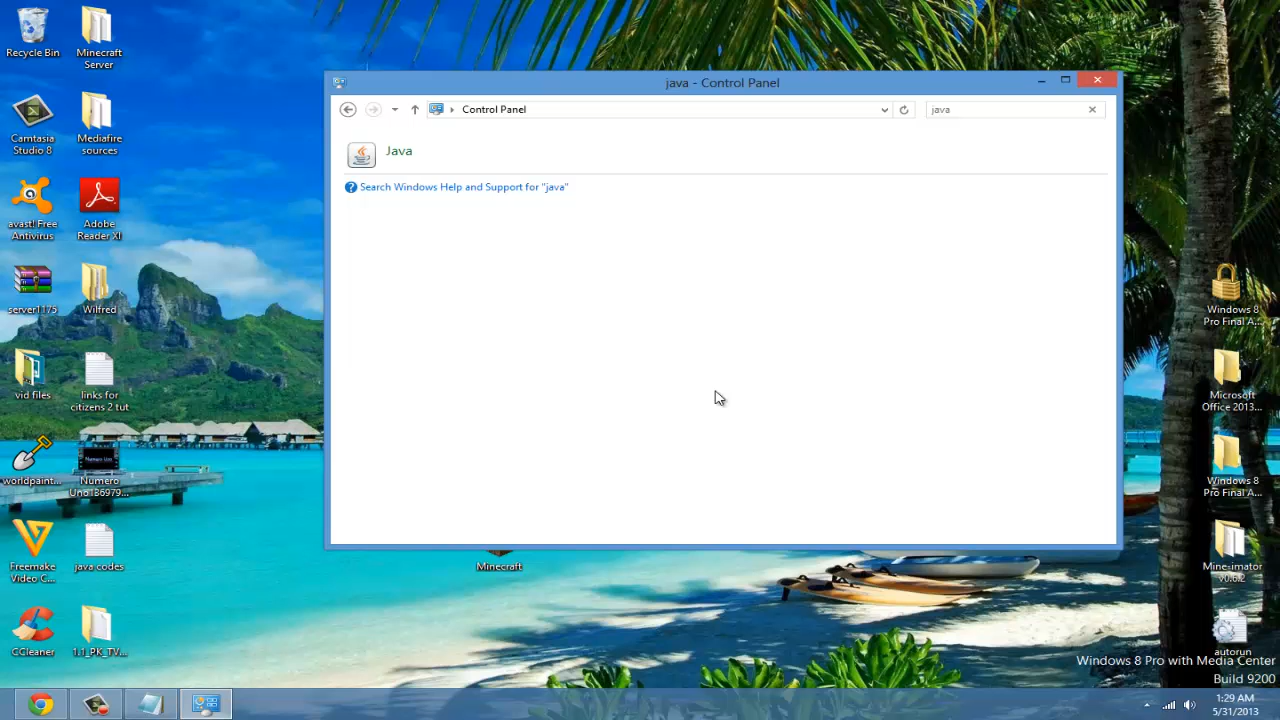 java - Control Panel
Control Panel
java
Java
Search Windows Help and Support for "java"
Recycle Bin
Minecraft
Server
Camtasia
Studio 8
Mediafire
sources
avast! Free
Antivirus
Adobe
Reader XI
server1175
Wilfred
vid files
links for
citizens 2 tut
worldpaint...
Numero
Uno136979...
Freemake
Video C...
java codes
CCleaner
1.1_PK_TV...
Minecraft
Windows 8
Pro Final A...
Microsoft
Office 2013...
Windows 8
Pro Final A...
Mine-imator
v0.6.2
autorun
Windows 8 Pro with Media Center
Build 9200
1:29 AM
5/31/2013